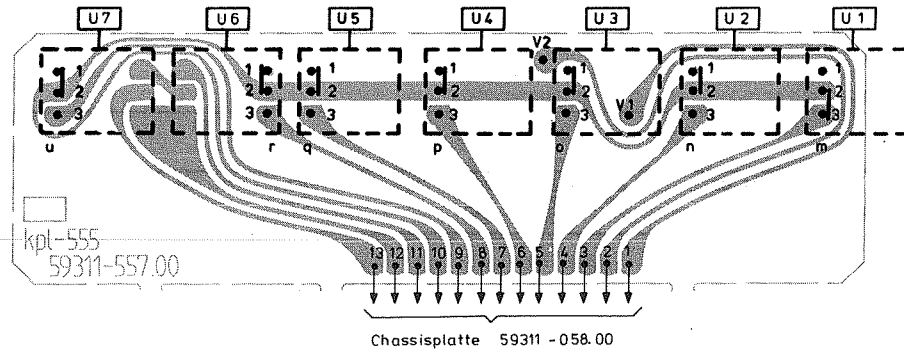 U7 U6 U5 U4 U3 U2 U1
V2
1 1 1 1 1 1 1
2 2 2 2 2 2 2
V1
3 3 3 3 3 3 3
u r q p o n m
kpl-555
59311-557.00
13 12 11 10 9 8 7 6 5 4 3 2 1
Chassisplatte 59311-058.00